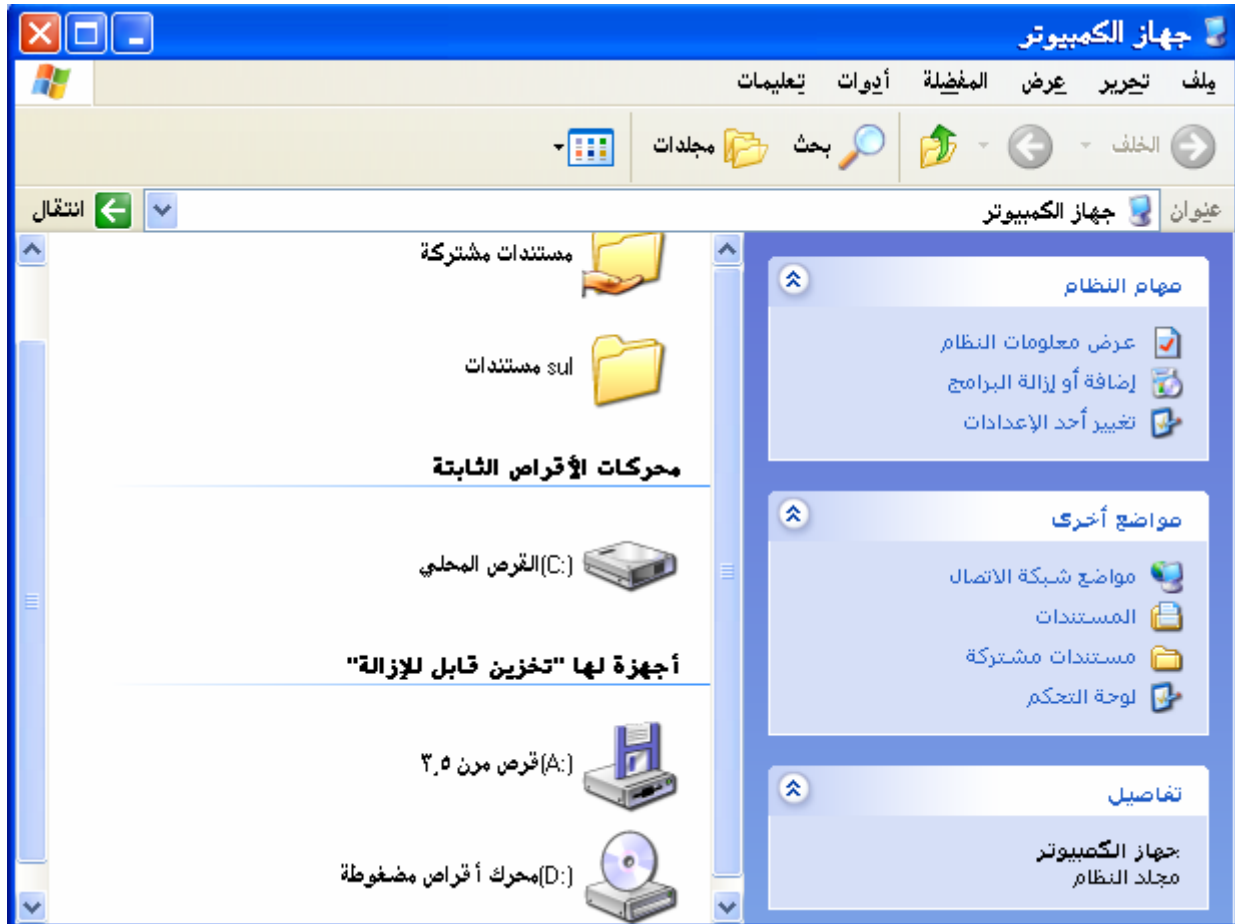 جهاز الكمبيوتر
ملف تحرير عرض المفضلة أدوات تعليمات
الخلف بحث مجلدات
عنوان جهاز الكمبيوتر انتقال
مهام النظام
عرض معلومات النظام
إضافة أو إزالة البرامج
تغيير أحد الإعدادات
مواضع أخرى
مواضع شبكة الاتصال
المستندات
مستندات مشتركة
لوحة التحكم
تفاصيل
جهاز الكمبيوتر
مجلد النظام
مستندات مشتركة
sul مستندات
محركات الأقراص الثابتة
(C:)القرص المحلي
أجهزة لها "تخزين قابل للإزالة"
(A:)قرص مرن ٣٫٥
(D:)محرك أقراص مضغوطة